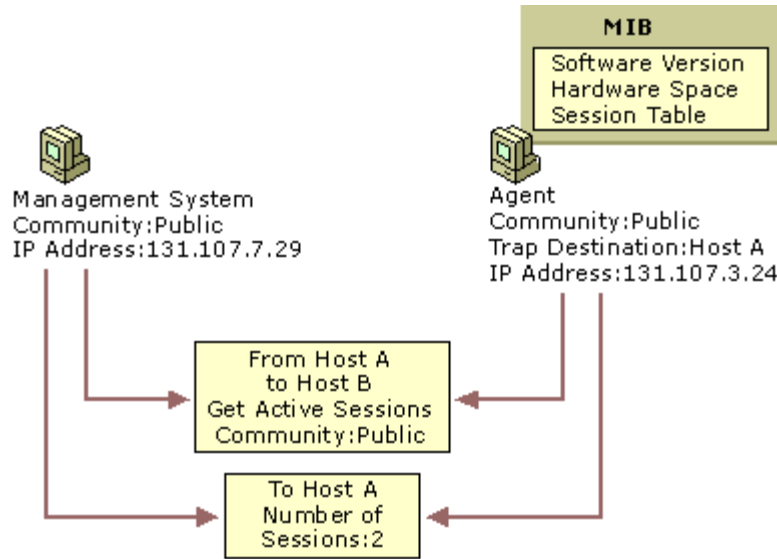 MIB
Software Version
Hardware Space
Session Table
Management System
Community:Public
IP Address:131.107.7.29
Agent
Community:Public
Trap Destination:Host A
IP Address:131.107.3.24
From Host A
to Host B
Get Active Sessions
Community:Public
To Host A
Number of
Sessions:2